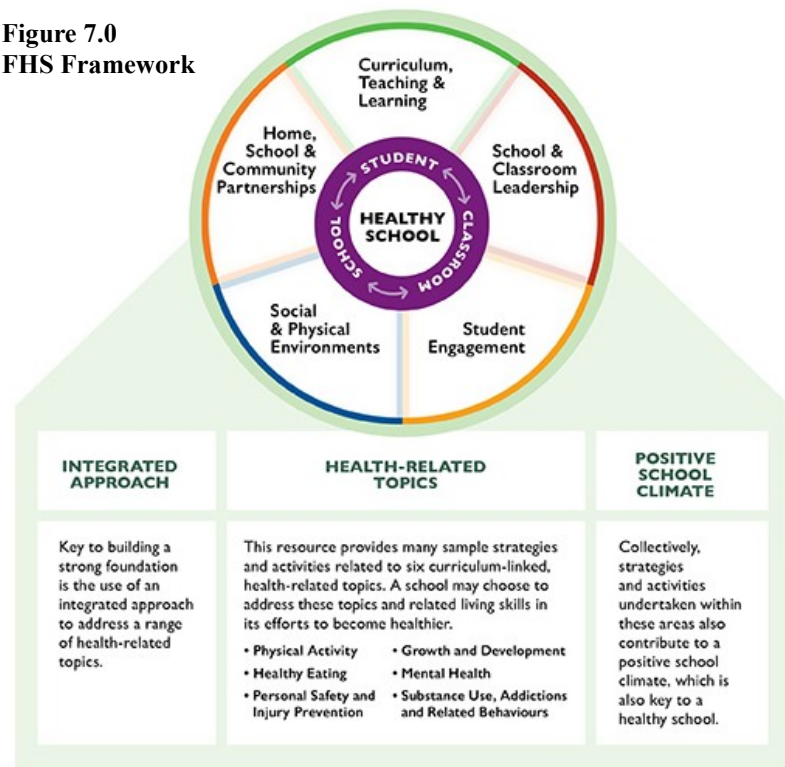 Figure 7.0
FHS Framework
Curriculum,
Teaching &
Learning
Home,
School &
Community
Partnerships
School &
Classroom
Leadership
STUDENT
CLASSROOM
SCHOOL
HEALTHY
SCHOOL
Social
& Physical
Environments
Student
Engagement
INTEGRATED
APPROACH
Key to building a
strong foundation
is the use of an
integrated approach
to address a range
of health-related
topics.
HEALTH-RELATED
TOPICS
This resource provides many sample strategies
and activities related to six curriculum-linked,
health-related topics. A school may choose to
address these topics and related living skills in
its efforts to become healthier.
• Physical Activity
• Healthy Eating
• Personal Safety and
Injury Prevention
• Growth and Development
• Mental Health
• Substance Use, Addictions
and Related Behaviours
POSITIVE
SCHOOL
CLIMATE
Collectively,
strategies
and activities
undertaken within
these areas also
contribute to a
positive school
climate, which is
also key to a
healthy school.